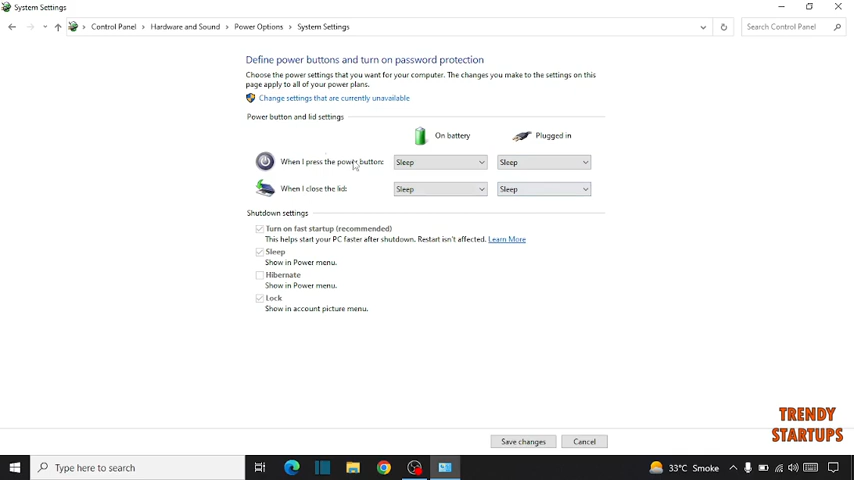 System Settings
Control Panel > Hardware and Sound > Power Options > System Settings
Search Control Panel
Define power buttons and turn on password protection
Choose the power settings that you want for your computer. The changes you make to the settings on this
page apply to all of your power plans.
Change settings that are currently unavailable
Power button and lid settings
On battery Plugged in
When I press the power button: Sleep Sleep
When I close the lid: Sleep Sleep
Shutdown settings
Turn on fast startup (recommended)
This helps start your PC faster after shutdown. Restart isn't affected. Learn More
Sleep
Show in Power menu.
Hibernate
Show in Power menu.
Lock
Show in account picture menu.
TRENDY
STARTUPS
Save changes Cancel
Type here to search
33°C Smoke